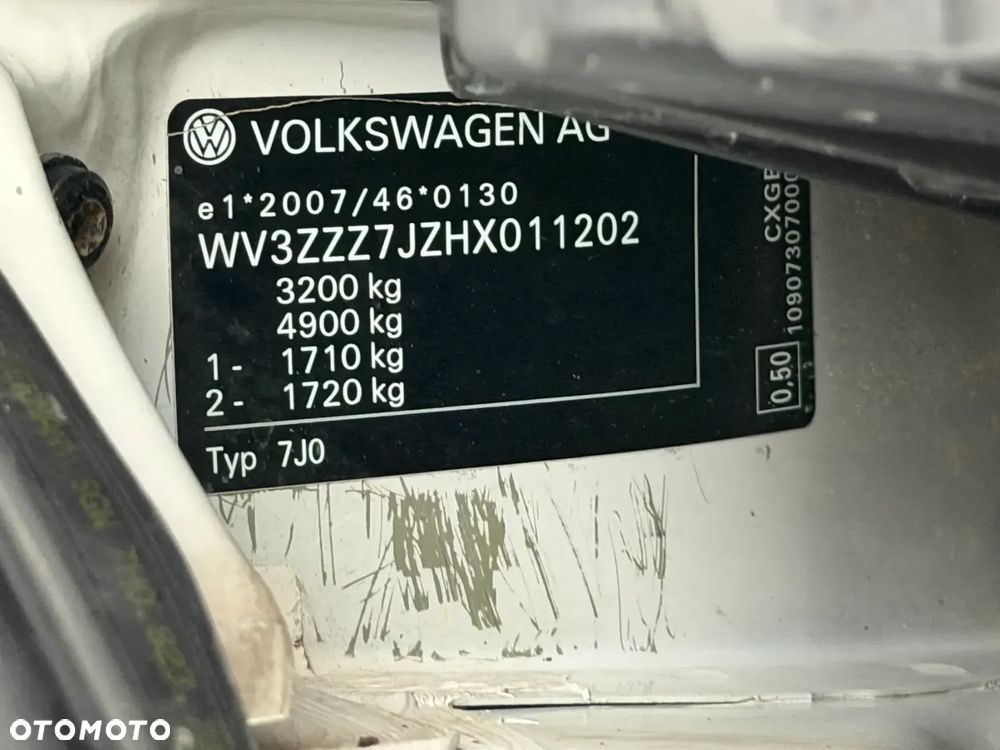 VOLKSWAGEN AG
e1*2007/46*0130
WV3ZZZ7JZHX011202
3200 kg
4900 kg
1 - 1710 kg
2 - 1720 kg
Typ 7J0
CXGB
1090730700
0,50
OTOMOTO